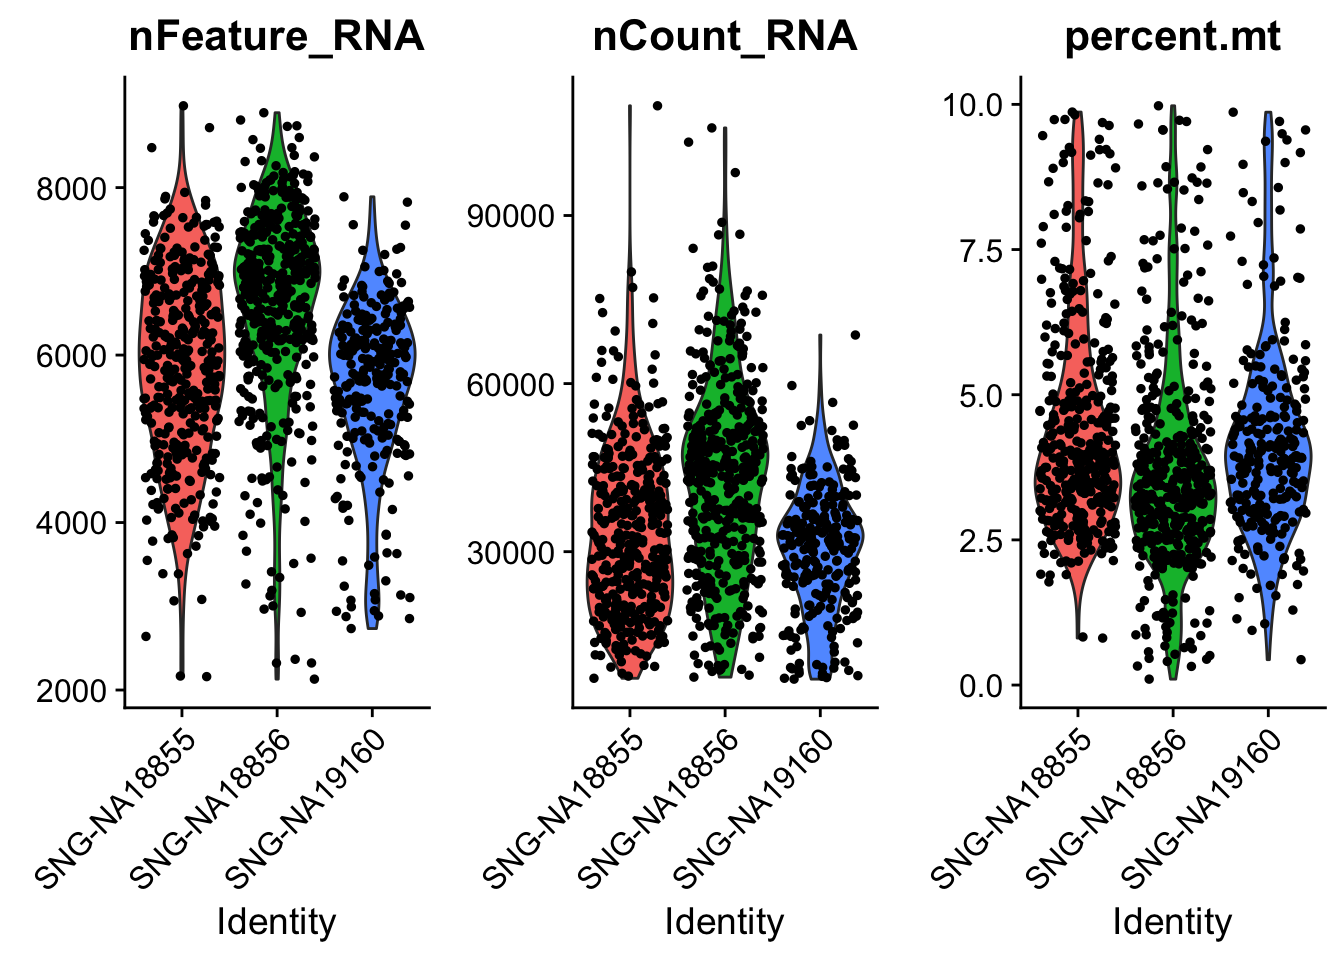 nFeature_RNA
8000
6000
4000
2000
SNG-NA18855
SNG-NA18856
SNG-NA19160
Identity
nCount_RNA
90000
60000
30000
SNG-NA18855
SNG-NA18856
SNG-NA19160
Identity
percent.mt
10.0
7.5
5.0
2.5
0.0
SNG-NA18855
SNG-NA18856
SNG-NA19160
Identity